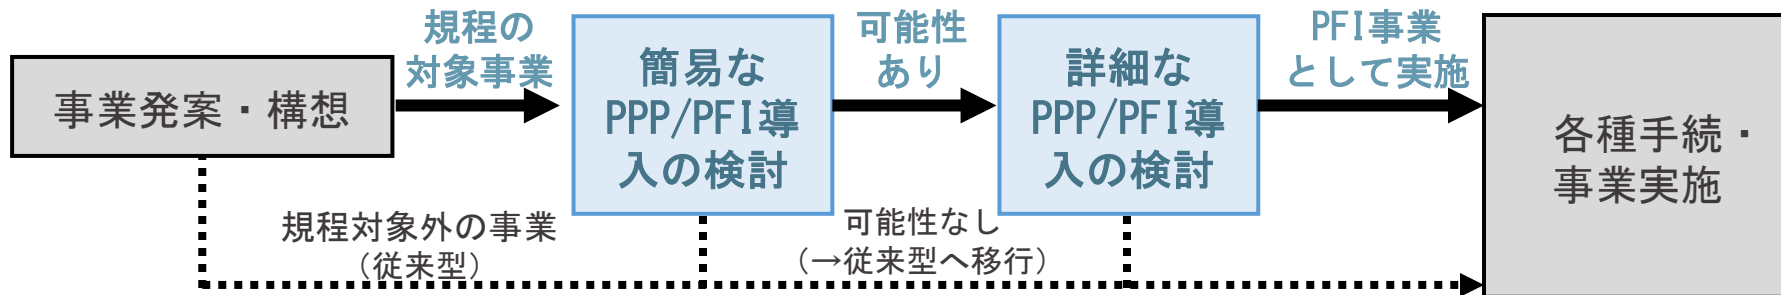 事業発案・構想
規程の
対象事業
簡易な
PPP/PFI導
入の検討
可能性
あり
詳細な
PPP/PFI導
入の検討
PFI事業
として実施
各種手続・
事業実施
規程対象外の事業
（従来型）
可能性なし
（→従来型へ移行）